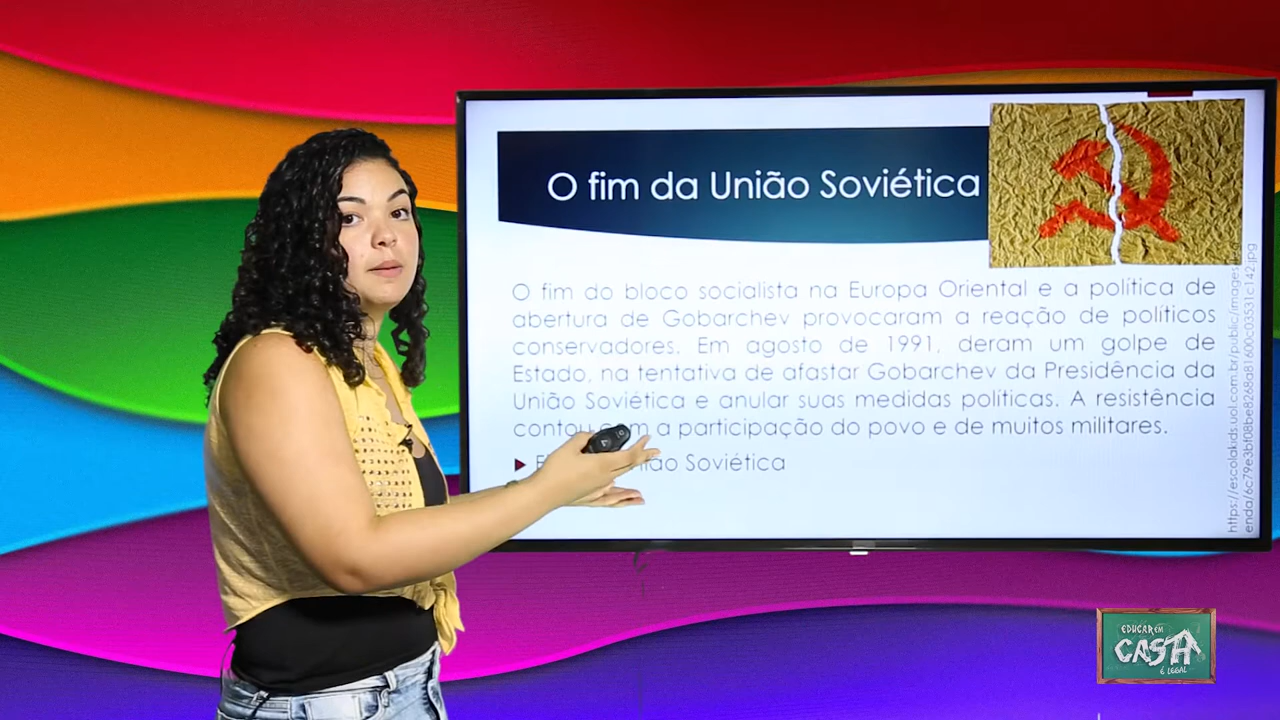 O fim da União Soviética
O fim do bloco socialista na Europa Oriental e a política de
abertura de Gobarchev provocaram a reação de políticos
conservadores. Em agosto de 1991, deram um golpe de
Estado, na tentativa de afastar Gobarchev da Presidência da
União Soviética e anular suas medidas políticas. A resistência
contou com a participação do povo e de muitos militares.
União Soviética
https://escolakids.uol.com.br/public/images
enda/6c79e3bf08be8268a81600c03531c142.jpg
EDUCAR EM
CASA
É LEGAL